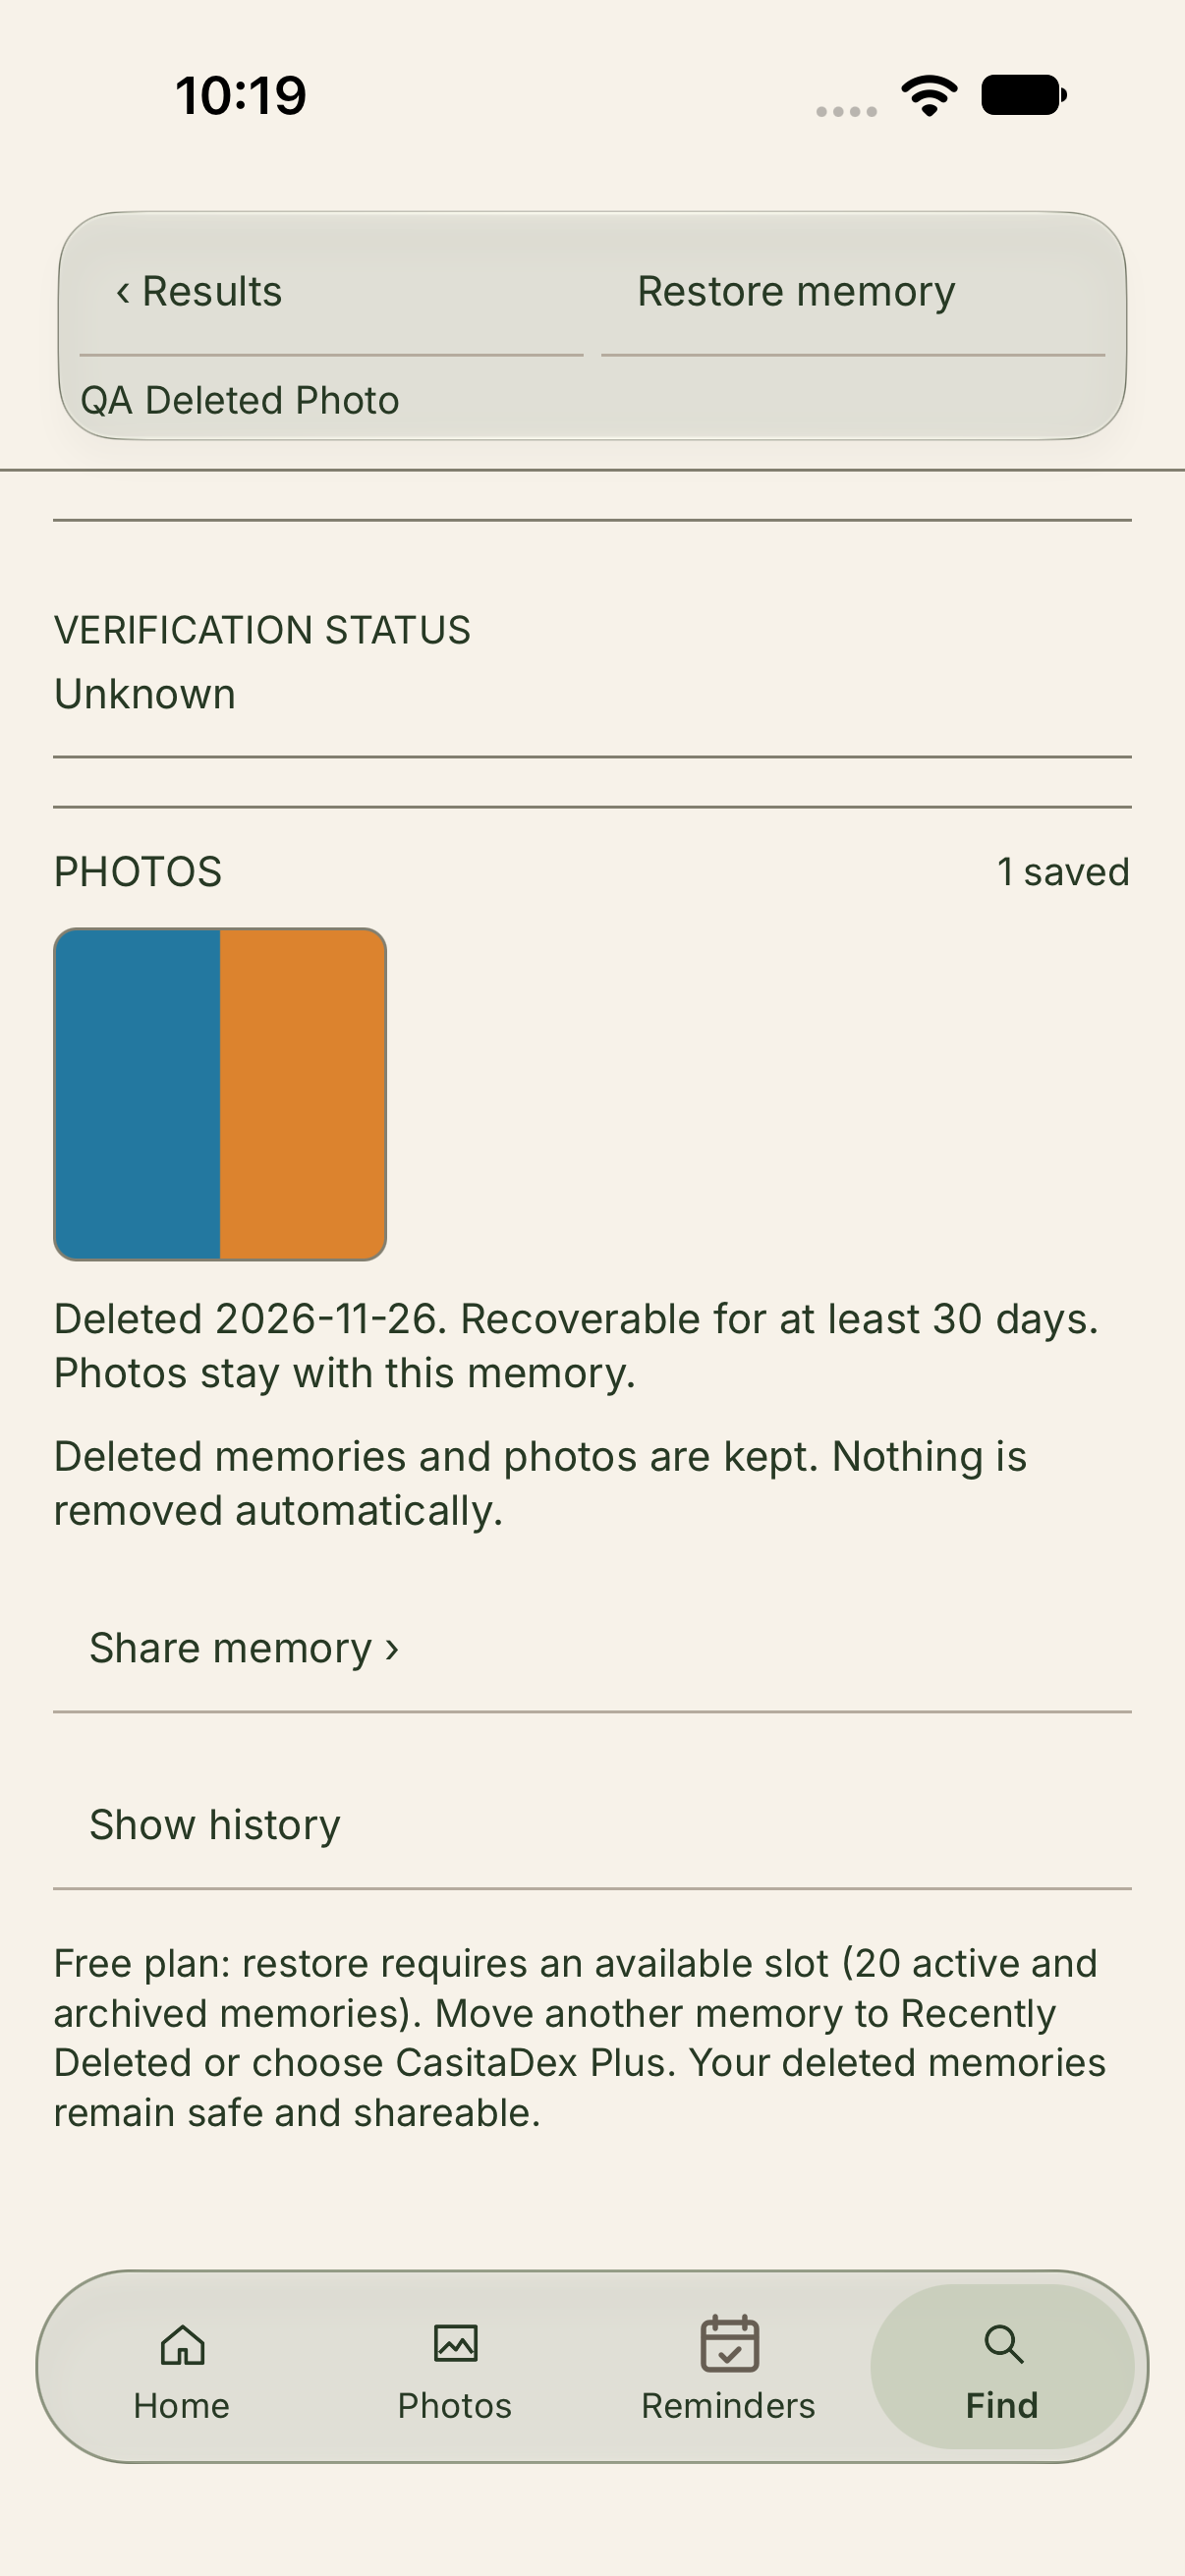 10:19
‹ Results
Restore memory
QA Deleted Photo
VERIFICATION STATUS
Unknown
PHOTOS
1 saved
Deleted 2026-11-26. Recoverable for at least 30 days.
Photos stay with this memory.
Deleted memories and photos are kept. Nothing is
removed automatically.
Share memory ›
Show history
Free plan: restore requires an available slot (20 active and
archived memories). Move another memory to Recently
Deleted or choose CasitaDex Plus. Your deleted memories
remain safe and shareable.
Home
Photos
Reminders
Find